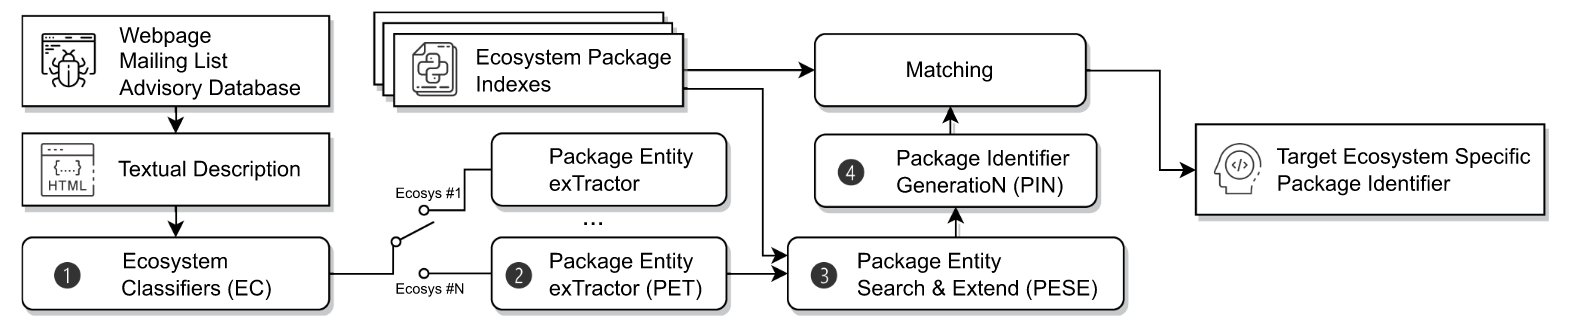 Webpage
Mailing List
Advisory Database
{....}
HTML
Textual Description
1
Ecosystem
Classifiers (EC)
Ecosystem Package
Indexes
Ecosys #1
Ecosys #N
Package Entity
exTractor
...
2
Package Entity
exTractor (PET)
3
Package Entity
Search & Extend (PESE)
4
Package Identifier
GeneratioN (PIN)
Matching
</>
Target Ecosystem Specific
Package Identifier